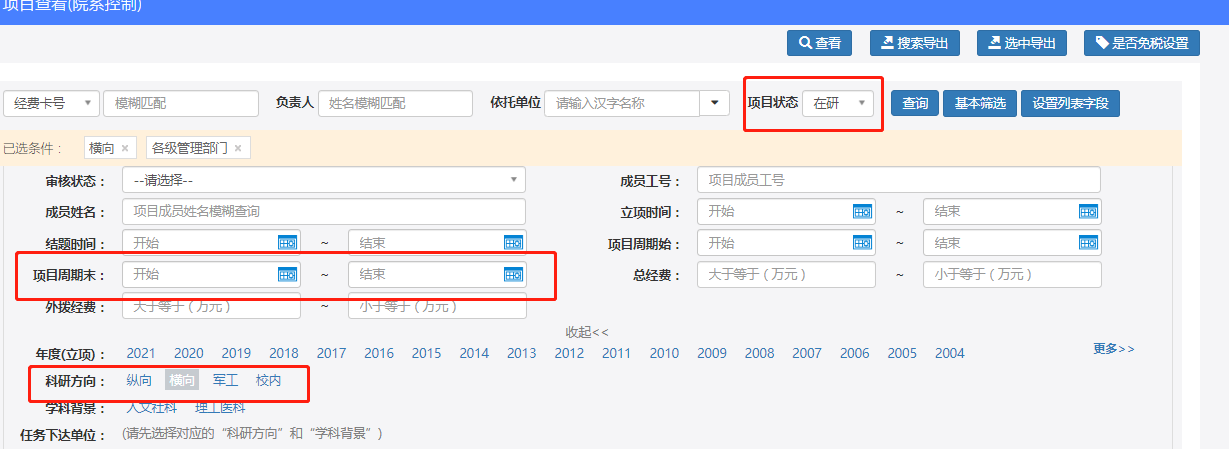 项目查看(院系控制)
查看 搜索导出 选中导出 是否免税设置
经费卡号 模糊匹配 负责人 姓名模糊匹配 依托单位 请输入汉字名称 项目状态 在研 查询 基本筛选 设置列表字段
已选条件： 横向 × 各级管理部门 ×
审核状态： --请选择-- 成员工号： 项目成员工号
成员姓名： 项目成员姓名模糊查询 立项时间： 开始 ~ 结束
结题时间： 开始 ~ 结束 项目周期始： 开始 ~ 结束
项目周期末： 开始 ~ 结束 总经费： 大于等于（万元） ~ 小于等于（万元）
外拨经费： 大于等于（万元） ~ 小于等于（万元）
收起<<
年度(立项)： 2021 2020 2019 2018 2017 2016 2015 2014 2013 2012 2011 2010 2009 2008 2007 2006 2005 2004 更多>>
科研方向： 纵向 横向 军工 校内
学科背景： 人文社科 理工医科
任务下达单位： (请先选择对应的“科研方向”和“学科背景”)